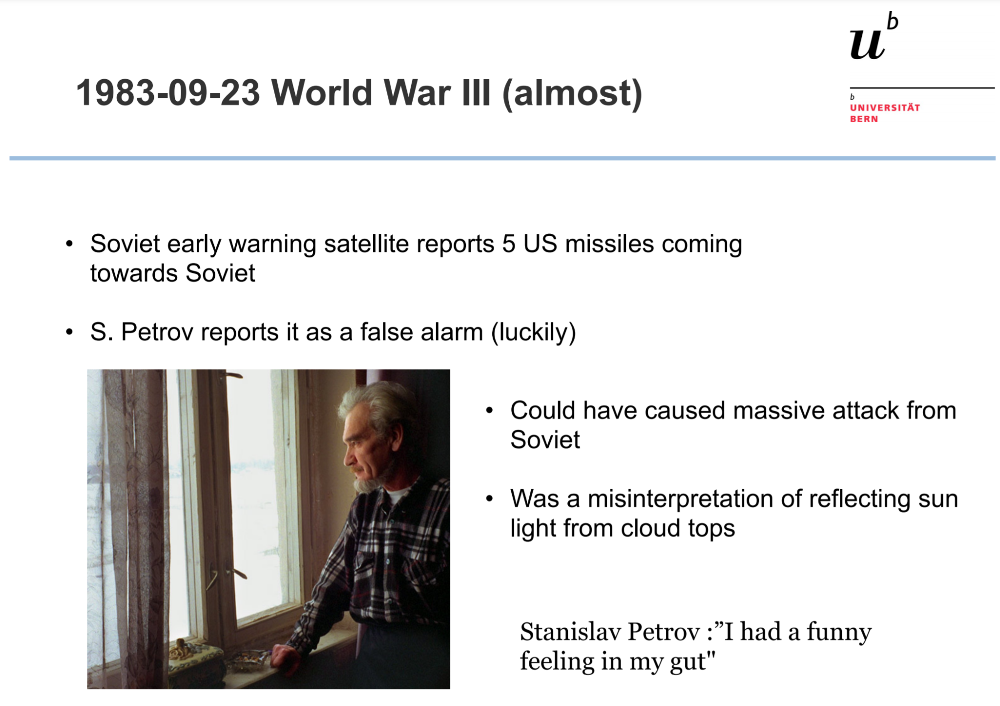 u^b
1983-09-23 World War III (almost)
b
UNIVERSITÄT
BERN
• Soviet early warning satellite reports 5 US missiles coming
towards Soviet
• S. Petrov reports it as a false alarm (luckily)
• Could have caused massive attack from
Soviet
• Was a misinterpretation of reflecting sun
light from cloud tops
Stanislav Petrov :”I had a funny
feeling in my gut"